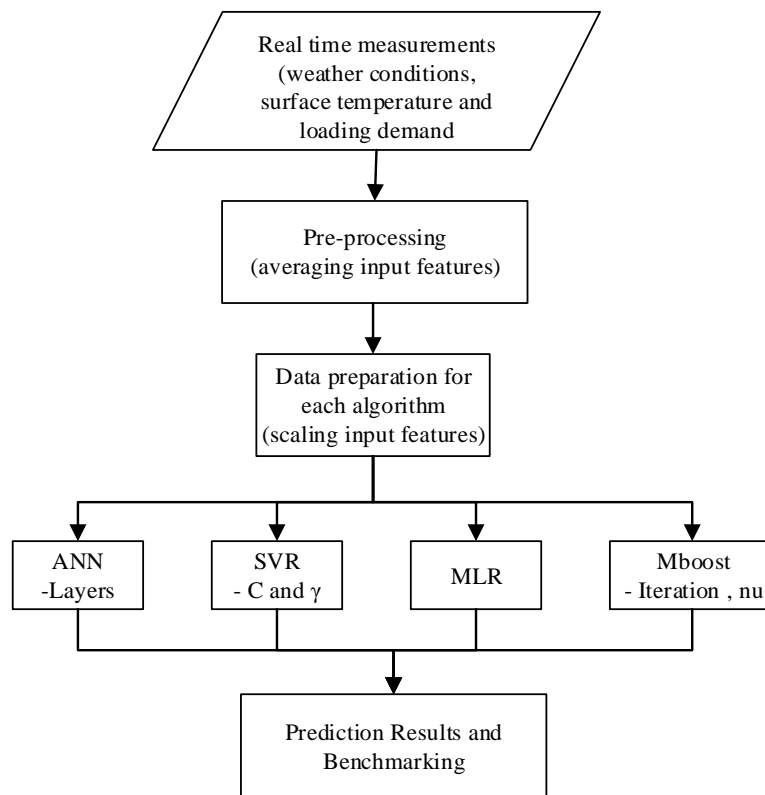 Real time measurements
(weather conditions,
surface temperature and
loading demand
Pre-processing
(averaging input features)
Data preparation for
each algorithm
(scaling input features)
ANN
-Layers
SVR
- C and γ
MLR
Mboost
- Iteration , nu
Prediction Results and
Benchmarking